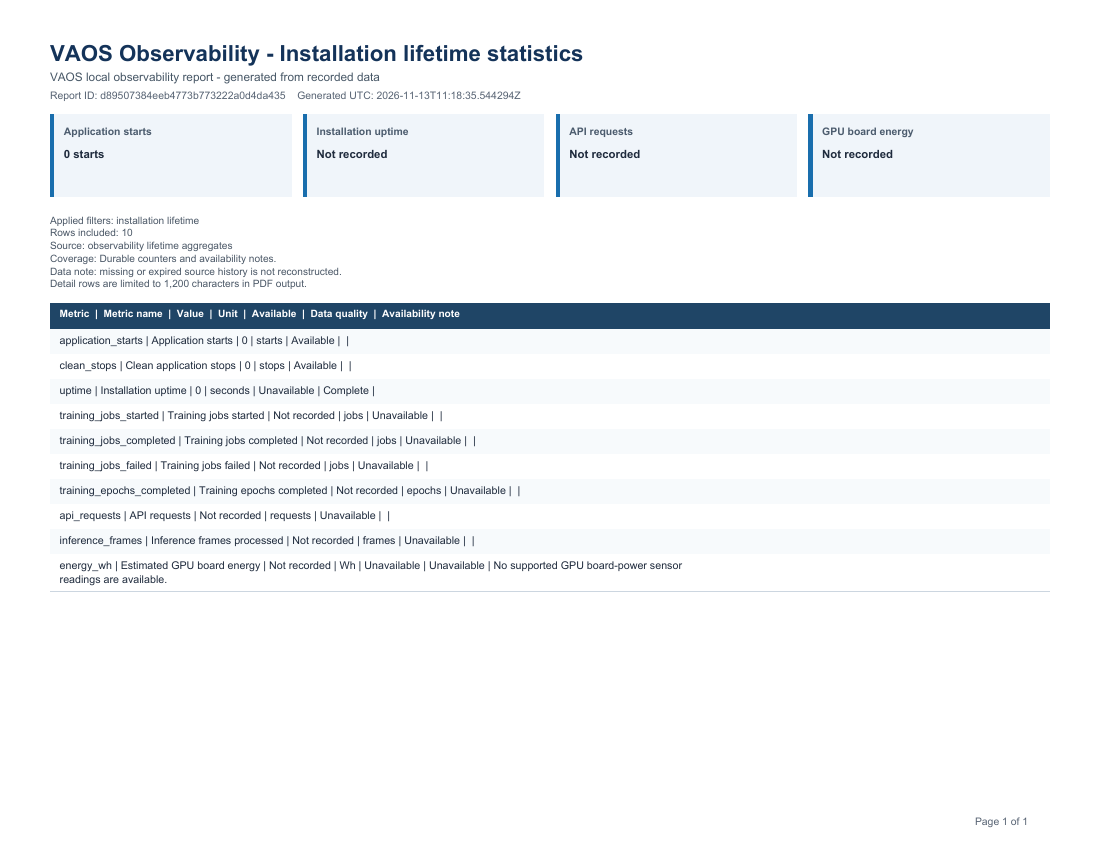 VAOS Observability - Installation lifetime statistics
VAOS local observability report - generated from recorded data
Report ID: d89507384eeb4773b773222a0d4da435    Generated UTC: 2026-11-13T11:18:35.544294Z
Application starts
0 starts
Installation uptime
Not recorded
API requests
Not recorded
GPU board energy
Not recorded
Applied filters: installation lifetime
Rows included: 10
Source: observability lifetime aggregates
Coverage: Durable counters and availability notes.
Data note: missing or expired source history is not reconstructed.
Detail rows are limited to 1,200 characters in PDF output.
Metric | Metric name | Value | Unit | Available | Data quality | Availability note
application_starts | Application starts | 0 | starts | Available | |
clean_stops | Clean application stops | 0 | stops | Available | |
uptime | Installation uptime | 0 | seconds | Unavailable | Complete |
training_jobs_started | Training jobs started | Not recorded | jobs | Unavailable | |
training_jobs_completed | Training jobs completed | Not recorded | jobs | Unavailable | |
training_jobs_failed | Training jobs failed | Not recorded | jobs | Unavailable | |
training_epochs_completed | Training epochs completed | Not recorded | epochs | Unavailable | |
api_requests | API requests | Not recorded | requests | Unavailable | |
inference_frames | Inference frames processed | Not recorded | frames | Unavailable | |
energy_wh | Estimated GPU board energy | Not recorded | Wh | Unavailable | Unavailable | No supported GPU board-power sensor
readings are available.
Page 1 of 1